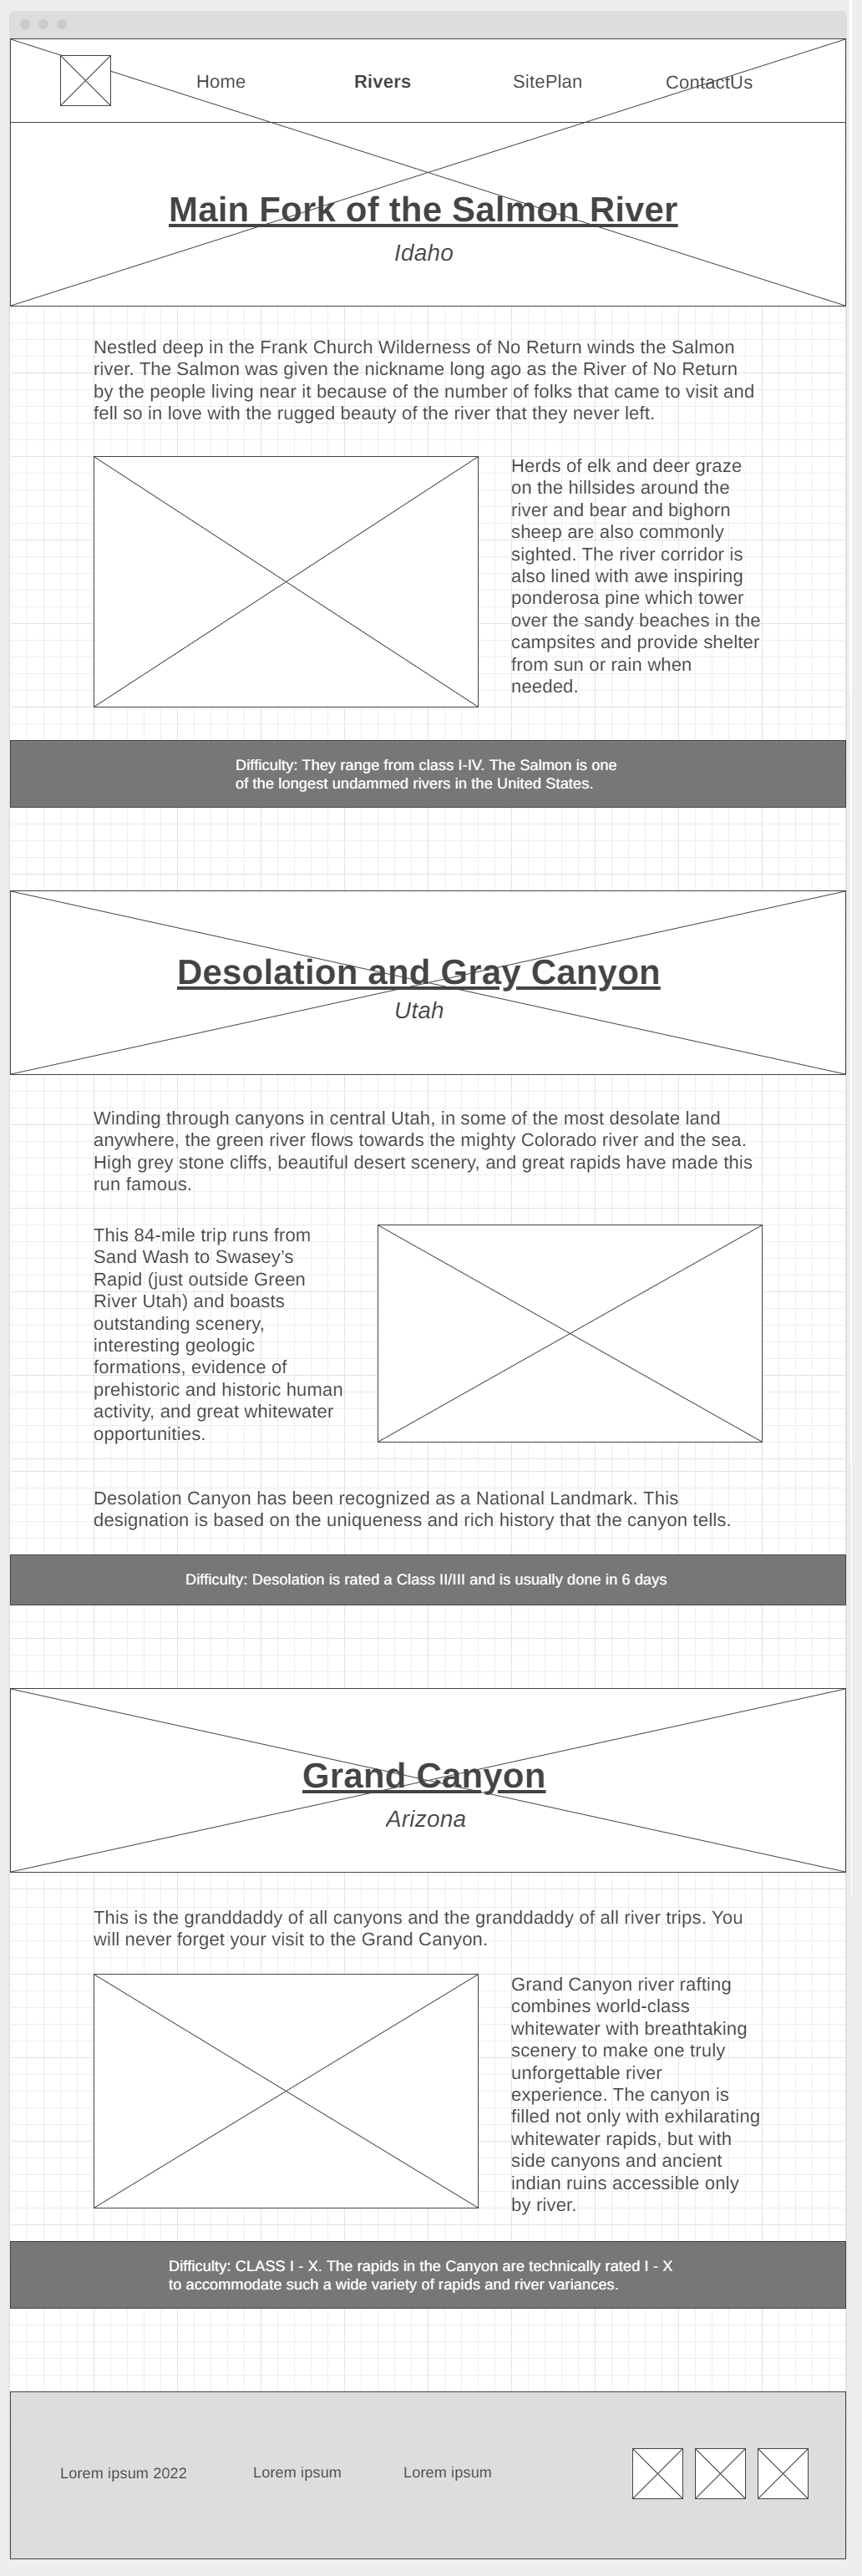 Home Rivers SitePlan ContactUs
Main Fork of the Salmon River
Idaho
Nestled deep in the Frank Church Wilderness of No Return winds the Salmon
river. The Salmon was given the nickname long ago as the River of No Return
by the people living near it because of the number of folks that came to visit and
fell so in love with the rugged beauty of the river that they never left.
Herds of elk and deer graze
on the hillsides around the
river and bear and bighorn
sheep are also commonly
sighted. The river corridor is
also lined with awe inspiring
ponderosa pine which tower
over the sandy beaches in the
campsites and provide shelter
from sun or rain when
needed.
Difficulty: They range from class I-IV. The Salmon is one
of the longest undammed rivers in the United States.
Desolation and Gray Canyon
Utah
Winding through canyons in central Utah, in some of the most desolate land
anywhere, the green river flows towards the mighty Colorado river and the sea.
High grey stone cliffs, beautiful desert scenery, and great rapids have made this
run famous.
This 84-mile trip runs from
Sand Wash to Swasey’s
Rapid (just outside Green
River Utah) and boasts
outstanding scenery,
interesting geologic
formations, evidence of
prehistoric and historic human
activity, and great whitewater
opportunities.
Desolation Canyon has been recognized as a National Landmark. This
designation is based on the uniqueness and rich history that the canyon tells.
Difficulty: Desolation is rated a Class II/III and is usually done in 6 days
Grand Canyon
Arizona
This is the granddaddy of all canyons and the granddaddy of all river trips. You
will never forget your visit to the Grand Canyon.
Grand Canyon river rafting
combines world-class
whitewater with breathtaking
scenery to make one truly
unforgettable river
experience. The canyon is
filled not only with exhilarating
whitewater rapids, but with
side canyons and ancient
indian ruins accessible only
by river.
Difficulty: CLASS I - X. The rapids in the Canyon are technically rated I - X
to accommodate such a wide variety of rapids and river variances.
Lorem ipsum 2022 Lorem ipsum Lorem ipsum